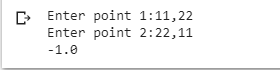 Enter point 1:11,22
Enter point 2:22,11
-1.0